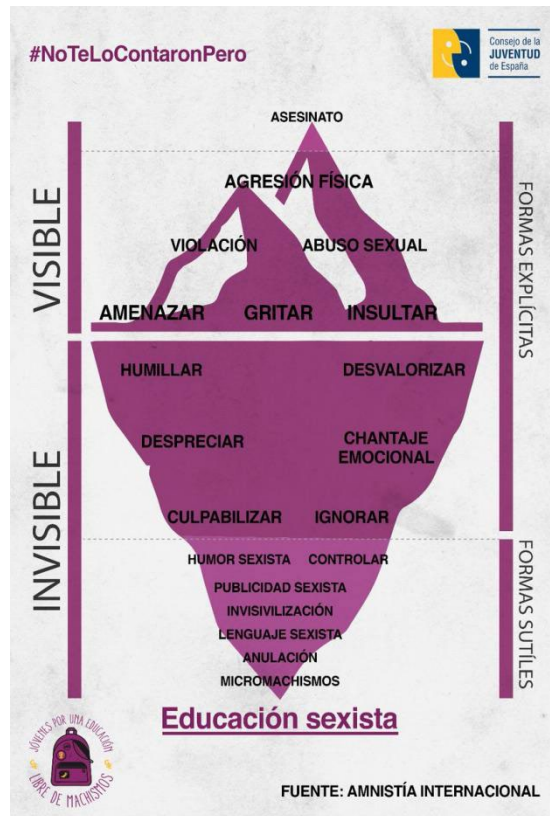 #NoTeLoContaronPero
Consejo de la
JUVENTUD
de España
ASESINATO
AGRESIÓN FÍSICA
VIOLACIÓN ABUSO SEXUAL
AMENAZAR GRITAR INSULTAR
VISIBLE
FORMAS EXPLÍCITAS
HUMILLAR DESVALORIZAR
DESPRECIAR CHANTAJE
EMOCIONAL
CULPABILIZAR IGNORAR
INVISIBLE
HUMOR SEXISTA CONTROLAR
PUBLICIDAD SEXISTA
INVISIVILIZACIÓN
LENGUAJE SEXISTA
ANULACIÓN
MICROMACHISMOS
FORMAS SUTÍLES
Educación sexista
JÓVENES POR UNA EDUCACIÓN
LIBRE DE MACHISMOS
FUENTE: AMNISTÍA INTERNACIONAL